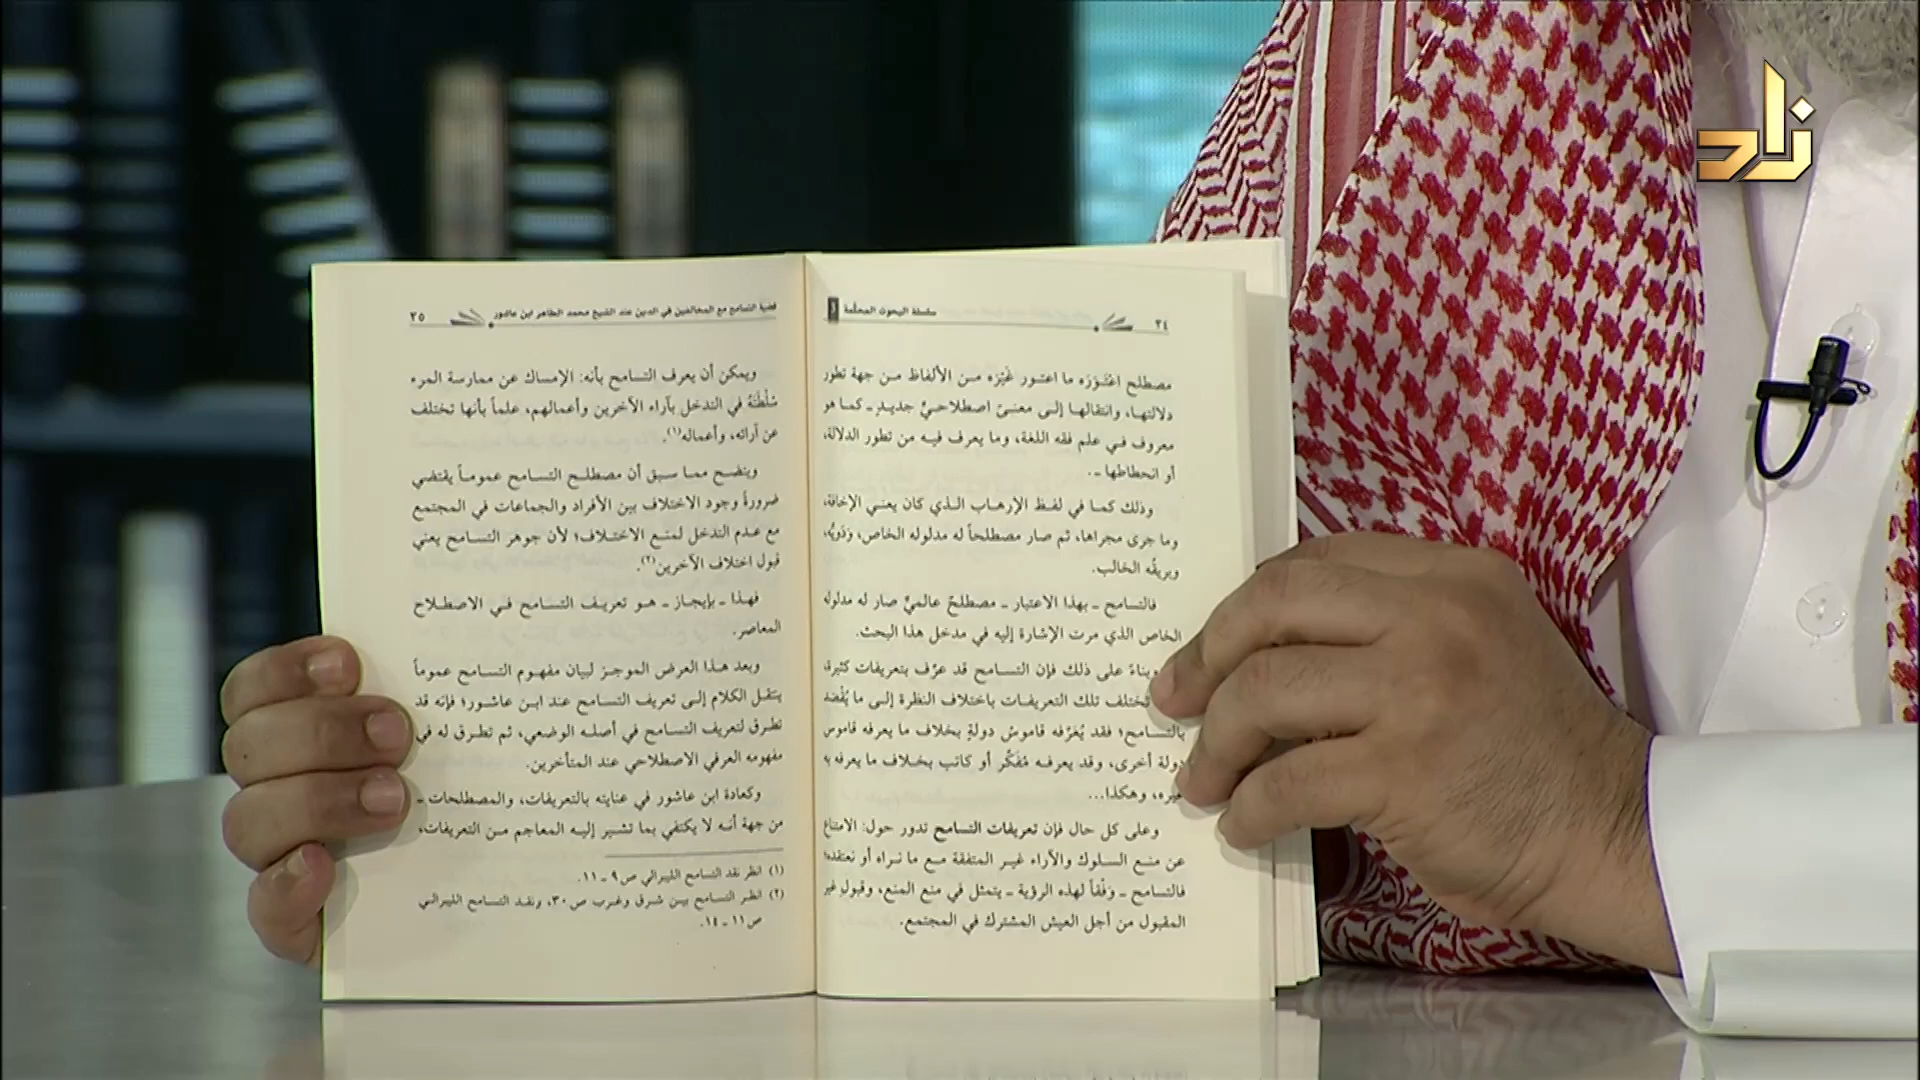 زاد
٢٤
سلسلة البحوث المحكّمة
مصطلح اعْتَوَرَه ما اعتور غَيْرَه من الألفاظ من جهة تطور
دلالتها، وانتقالها إلى معنىً اصطلاحيٍّ جديدٍ ـ كما هو
معروف في علم فقه اللغة، وما يعرف فيه من تطور الدلالة،
أو انحطاطها ـ.
وذلك كما في لفظ الإرهاب الذي كان يعني الإخافة،
وما جرى مجراها، ثم صار مصطلحاً له مدلوله الخاص، وَدَوِيُّه،
وبريقُه الخالب.
فالتسامح ـ بهذا الاعتبار ـ مصطلحٌ عالميٌّ صار له مدلوله
الخاص الذي مرت الإشارة إليه في مدخل هذا البحث.
وبناءً على ذلك فإن التسامح قد عرِّف بتعريفات كثيرة،
تختلف تلك التعريفات باختلاف النظرة إلى ما يُقْصَد
بالتسامح؛ فقد يُعَرِّفه قاموسُ دولةٍ بخلاف ما يعرفه قاموس
دولة أخرى، وقد يعرفه مُفَكِّر أو كاتب بخلاف ما يعرفه به
غيره، وهكذا...
وعلى كل حال فإن تعريفات التسامح تدور حول: الامتناع
عن منع السلوك والآراء غير المتفقة مع ما نراه أو نعتقده؛
فالتسامح ـ وَفْقاً لهذه الرؤية ـ يتمثل في منع المنع، وقبولِ غير
المقبول من أجل العيش المشترك في المجتمع.
قضية التسامح مع المخالفين في الدين عند الشيخ محمد الطاهر ابن عاشور
٢٥
ويمكن أن يعرف التسامح بأنه: الإمساك عن ممارسة المرء
سُلْطَتَهُ في التدخل بآراء الآخرين وأعمالهم، علماً بأنها تختلف
عن آرائه، وأعماله(١).
ويتضح مما سبق أن مصطلح التسامح عموماً يقتضي
ضرورةً وجود الاختلاف بين الأفراد والجماعات في المجتمع
مع عدم التدخل لمنع الاختلاف؛ لأن جوهر التسامح يعني
قبول اختلاف الآخرين(٢).
فهذا ـ بإيجاز ـ هو تعريف التسامح في الاصطلاح
المعاصر.
وبعد هذا العرض الموجز لبيان مفهوم التسامح عموماً
ينتقل الكلام إلى تعريف التسامح عند ابن عاشور؛ فإنه قد
تطرق لتعريف التسامح في أصله الوضعي، ثم تطرق له في
مفهومه العرفي الاصطلاحي عند المتأخرين.
وكعادة ابن عاشور في عنايته بالتعريفات، والمصطلحات ـ
من جهة أنه لا يكتفي بما تشير إليه المعاجم من التعريفات،
(١) انظر نقد التسامح الليبرالي ص٩ ـ ١١.
(٢) انظر التسامح بين شرق وغرب ص٣٠، ونقد التسامح الليبرالي
ص١١ ـ ١٤.